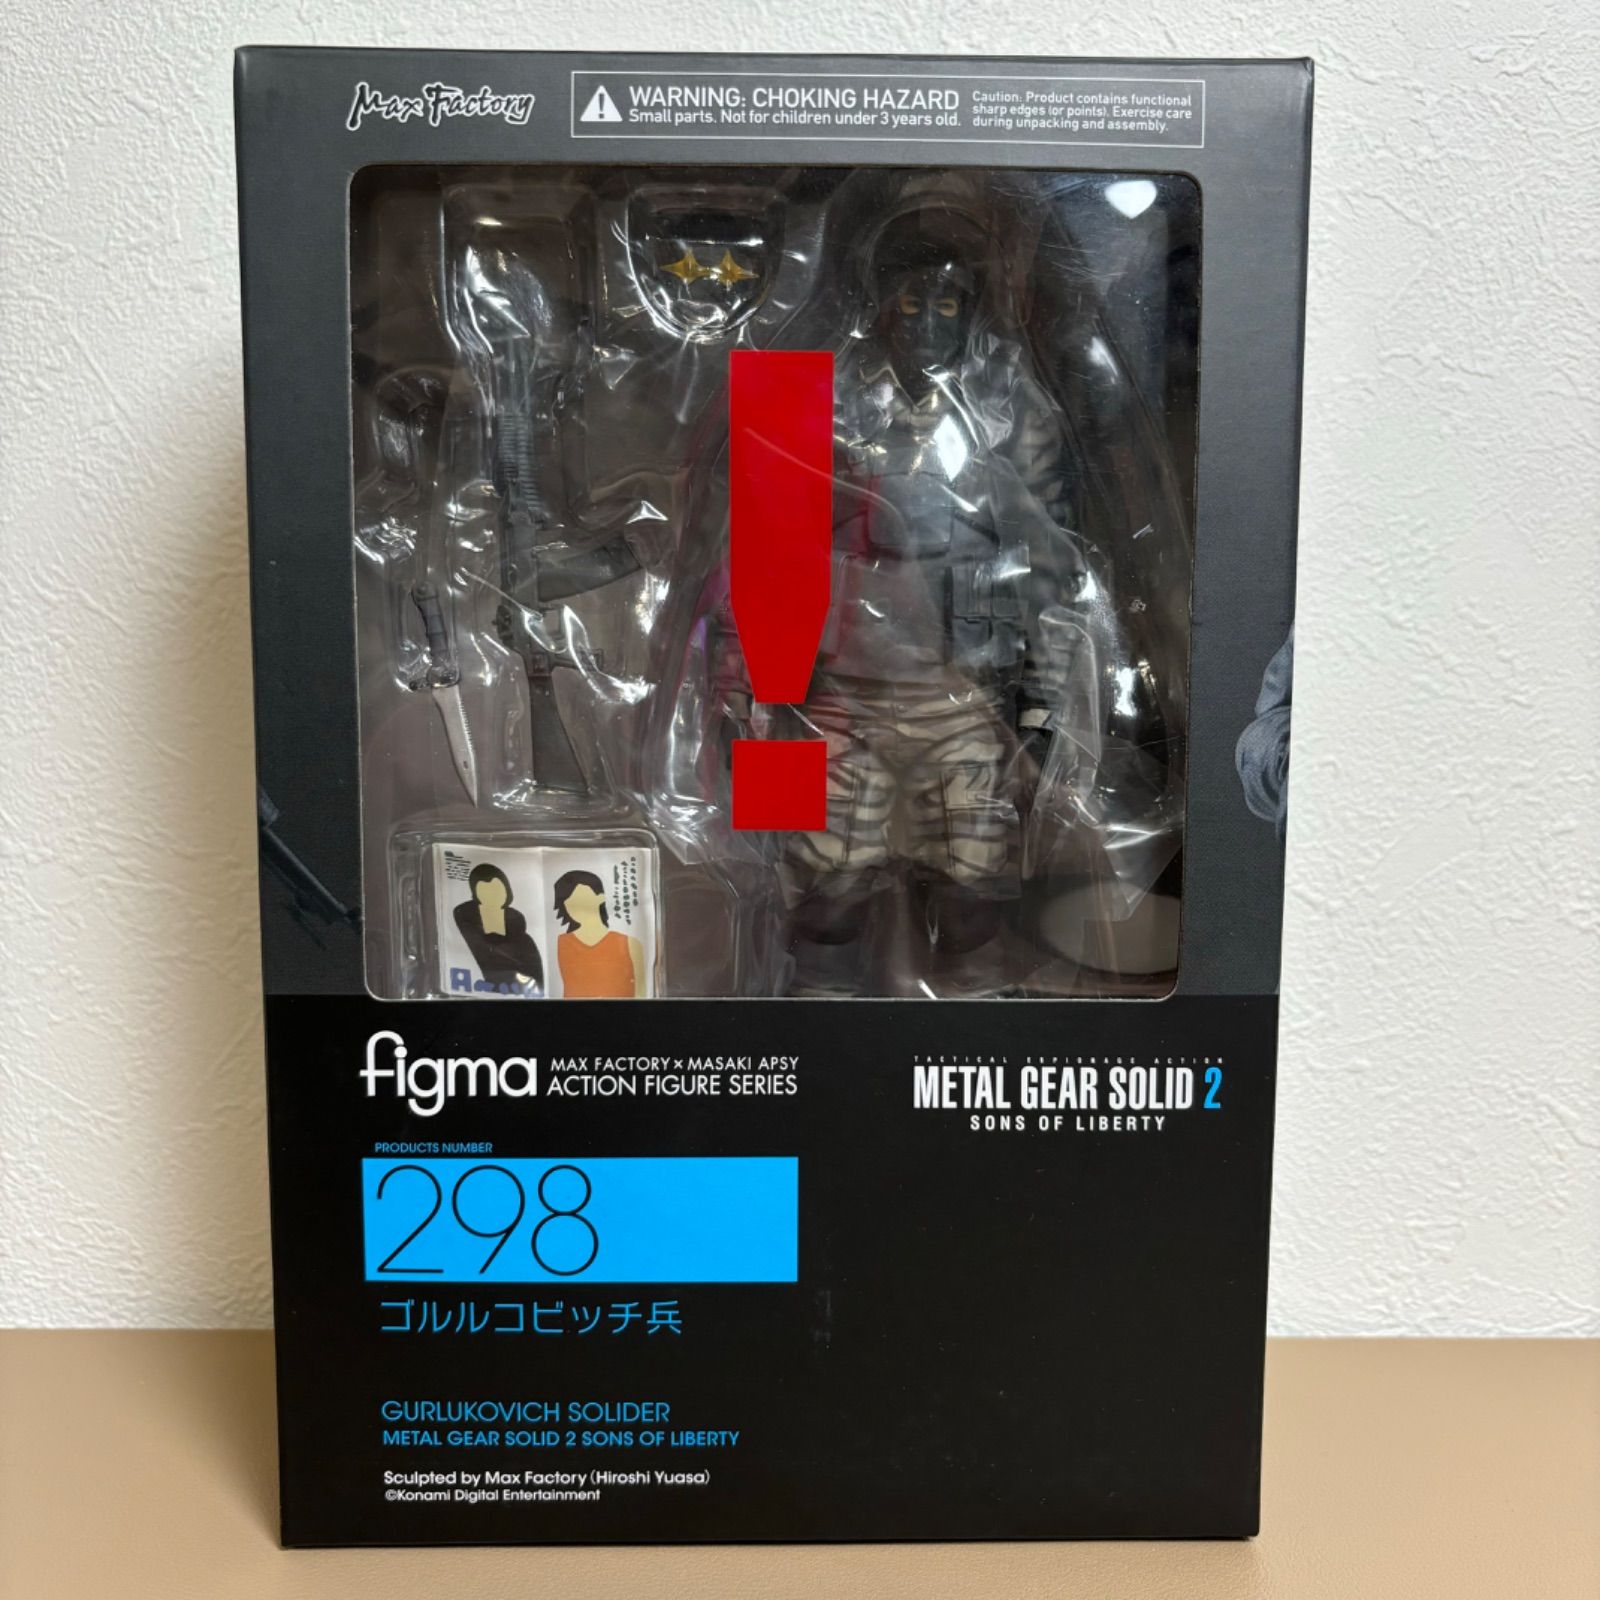 Max Factory
WARNING: CHOKING HAZARD
Small parts. Not for children under 3 years old.
Caution: Product contains functional
sharp edges (or points). Exercise care
during unpacking and assembly.
!
figma
MAX FACTORY × MASAKI APSY
ACTION FIGURE SERIES
TACTICAL ESPIONAGE ACTION
METAL GEAR SOLID 2
SONS OF LIBERTY
PRODUCTS NUMBER
298
ゴルルコビッチ兵
GURLUKOVICH SOLIDER
METAL GEAR SOLID 2 SONS OF LIBERTY
Sculpted by Max Factory (Hiroshi Yuasa)
©Konami Digital Entertainment